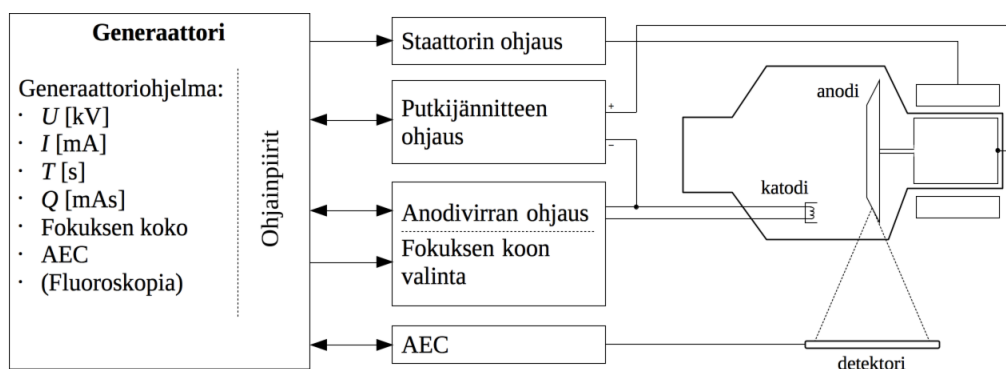 Generaattori
Generaattoriohjelma:
· U [kV]
· I [mA]
· T [s]
· Q [mAs]
· Fokuksen koko
· AEC
· (Fluoroskopia)
Ohjainpiirit
Staattorin ohjaus
Putkijännitteen
ohjaus
+
−
Anodivirran ohjaus
Fokuksen koon
valinta
AEC
anodi
katodi
detektori